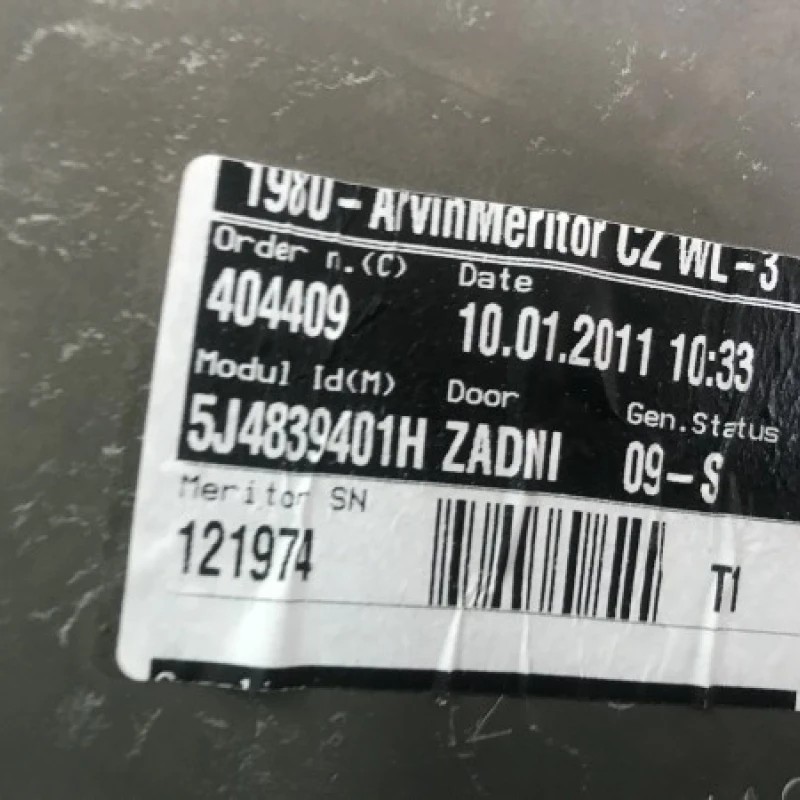 1980 - ArvinMeritor CZ WL-3
Order n.(C) Date
404409 10.01.2011 10:33
Modul Id(M) Door Gen.Status
5J4839401H ZADNI 09-S
Meritor SN
121974 T1